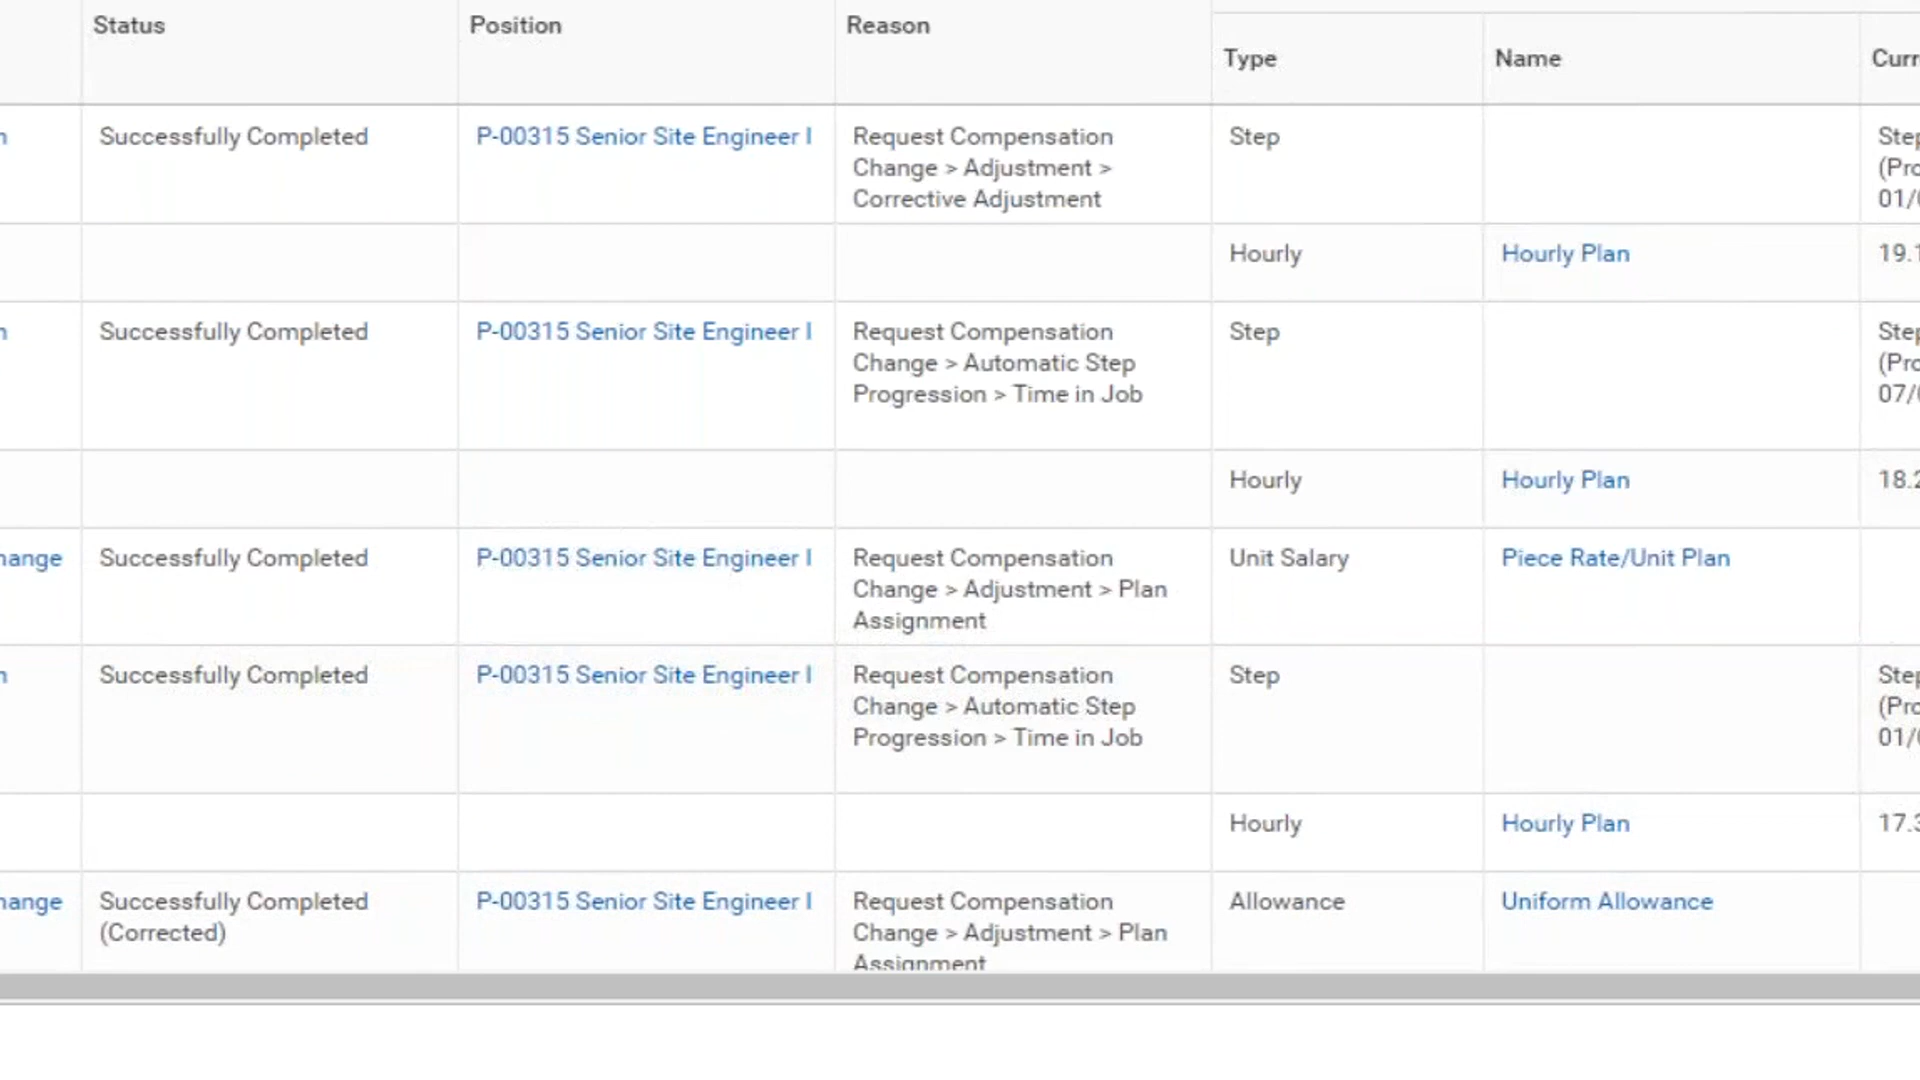 Status Position Reason
Type Name
Successfully Completed P-00315 Senior Site Engineer I Request Compensation Step
Change > Adjustment >
Corrective Adjustment
Hourly Hourly Plan
Successfully Completed P-00315 Senior Site Engineer I Request Compensation Step
Change > Automatic Step
Progression > Time in Job
Hourly Hourly Plan
Successfully Completed P-00315 Senior Site Engineer I Request Compensation Unit Salary Piece Rate/Unit Plan
Change > Adjustment > Plan
Assignment
Successfully Completed P-00315 Senior Site Engineer I Request Compensation Step
Change > Automatic Step
Progression > Time in Job
Hourly Hourly Plan
Successfully Completed P-00315 Senior Site Engineer I Request Compensation Allowance Uniform Allowance
(Corrected) Change > Adjustment > Plan
Assignment